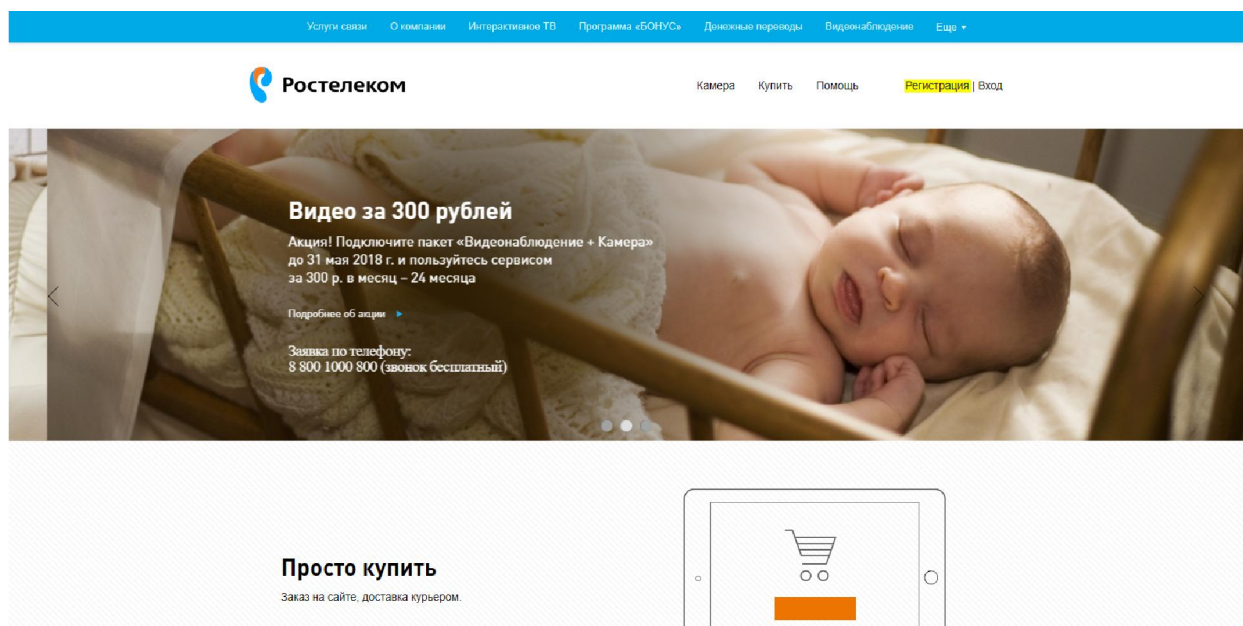 Услуги связи О компании Интерактивное ТВ Программа «БОНУС» Денежные переводы Видеонаблюдение Еще
Ростелеком
Камера Купить Помощь Регистрация | Вход
Видео за 300 рублей
Акция! Подключите пакет «Видеонаблюдение + Камера»
до 31 мая 2018 г. и пользуйтесь сервисом
за 300 р. в месяц – 24 месяца
Подробнее об акции
Заявка по телефону:
8 800 1000 800 (звонок бесплатный)
Просто купить
Заказ на сайте, доставка курьером.